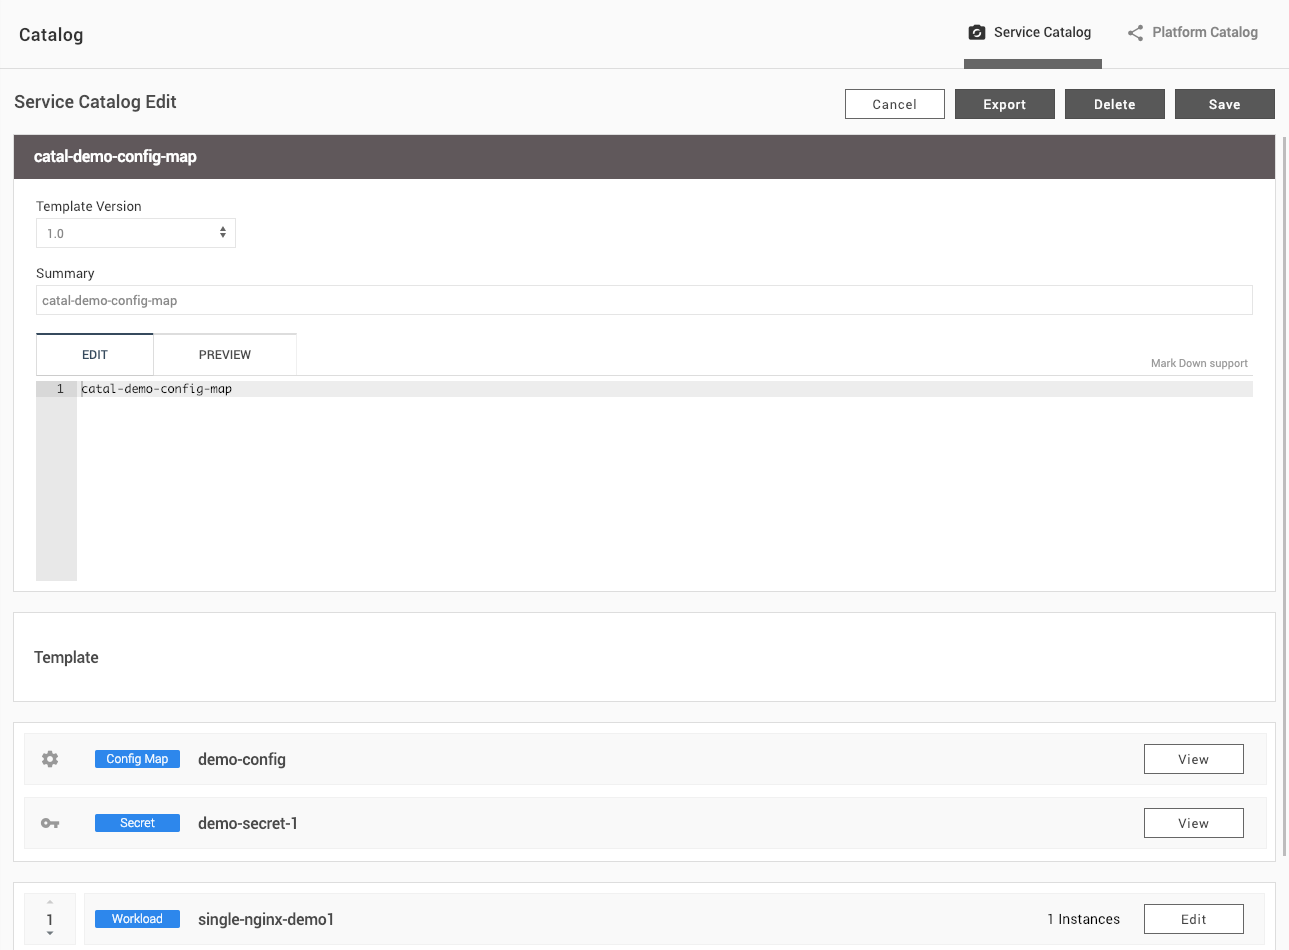 Catalog
Service Catalog
Platform Catalog
Service Catalog Edit
Cancel
Export
Delete
Save
catal-demo-config-map
Template Version
1.0
Summary
catal-demo-config-map
EDIT
PREVIEW
Mark Down support
1 catal-demo-config-map
Template
Config Map
demo-config
View
Secret
demo-secret-1
View
1
Workload
single-nginx-demo1
1 Instances
Edit